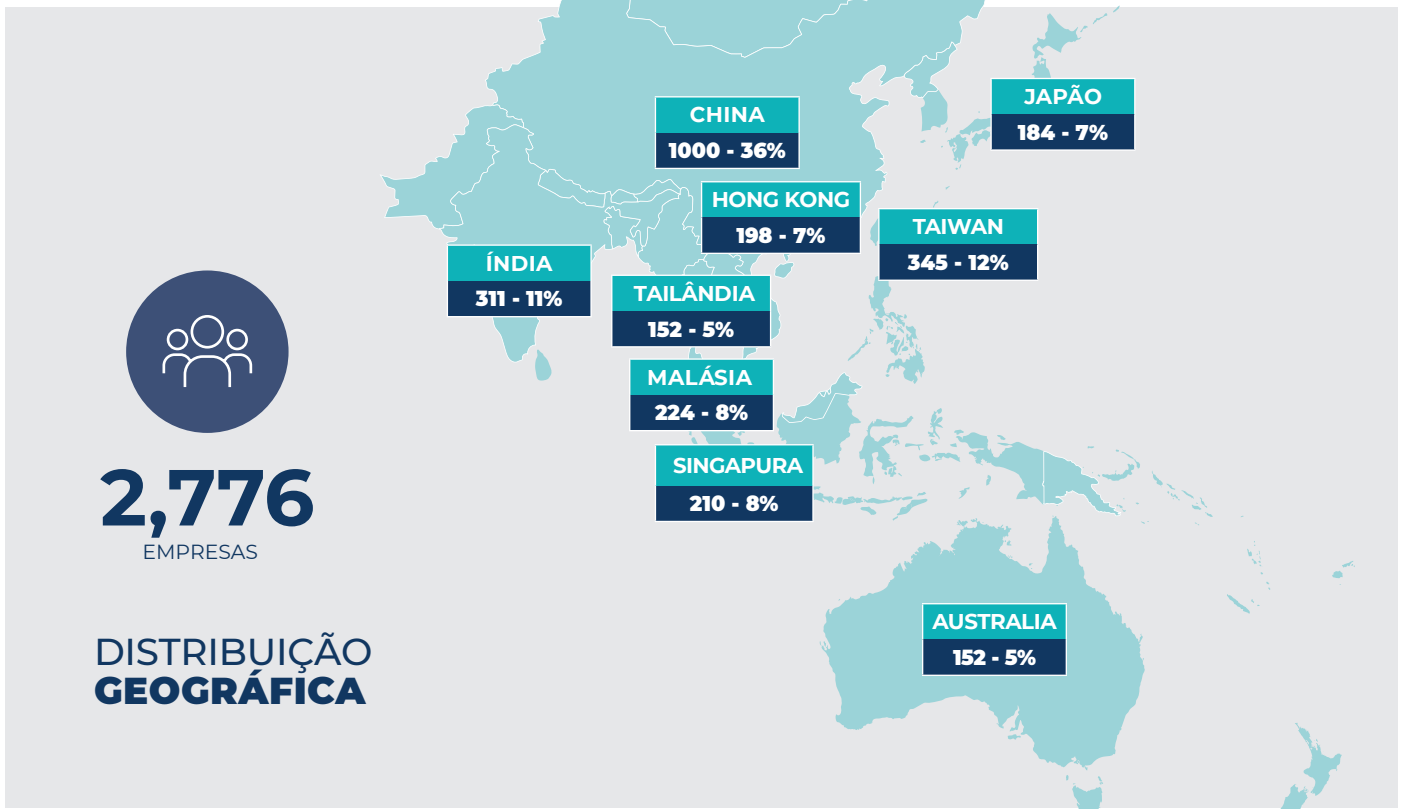 2,776
EMPRESAS
DISTRIBUIÇÃO
GEOGRÁFICA
CHINA
1000 - 36%
JAPÃO
184 - 7%
HONG KONG
198 - 7%
TAIWAN
345 - 12%
ÍNDIA
311 - 11%
TAILÂNDIA
152 - 5%
MALÁSIA
224 - 8%
SINGAPURA
210 - 8%
AUSTRALIA
152 - 5%